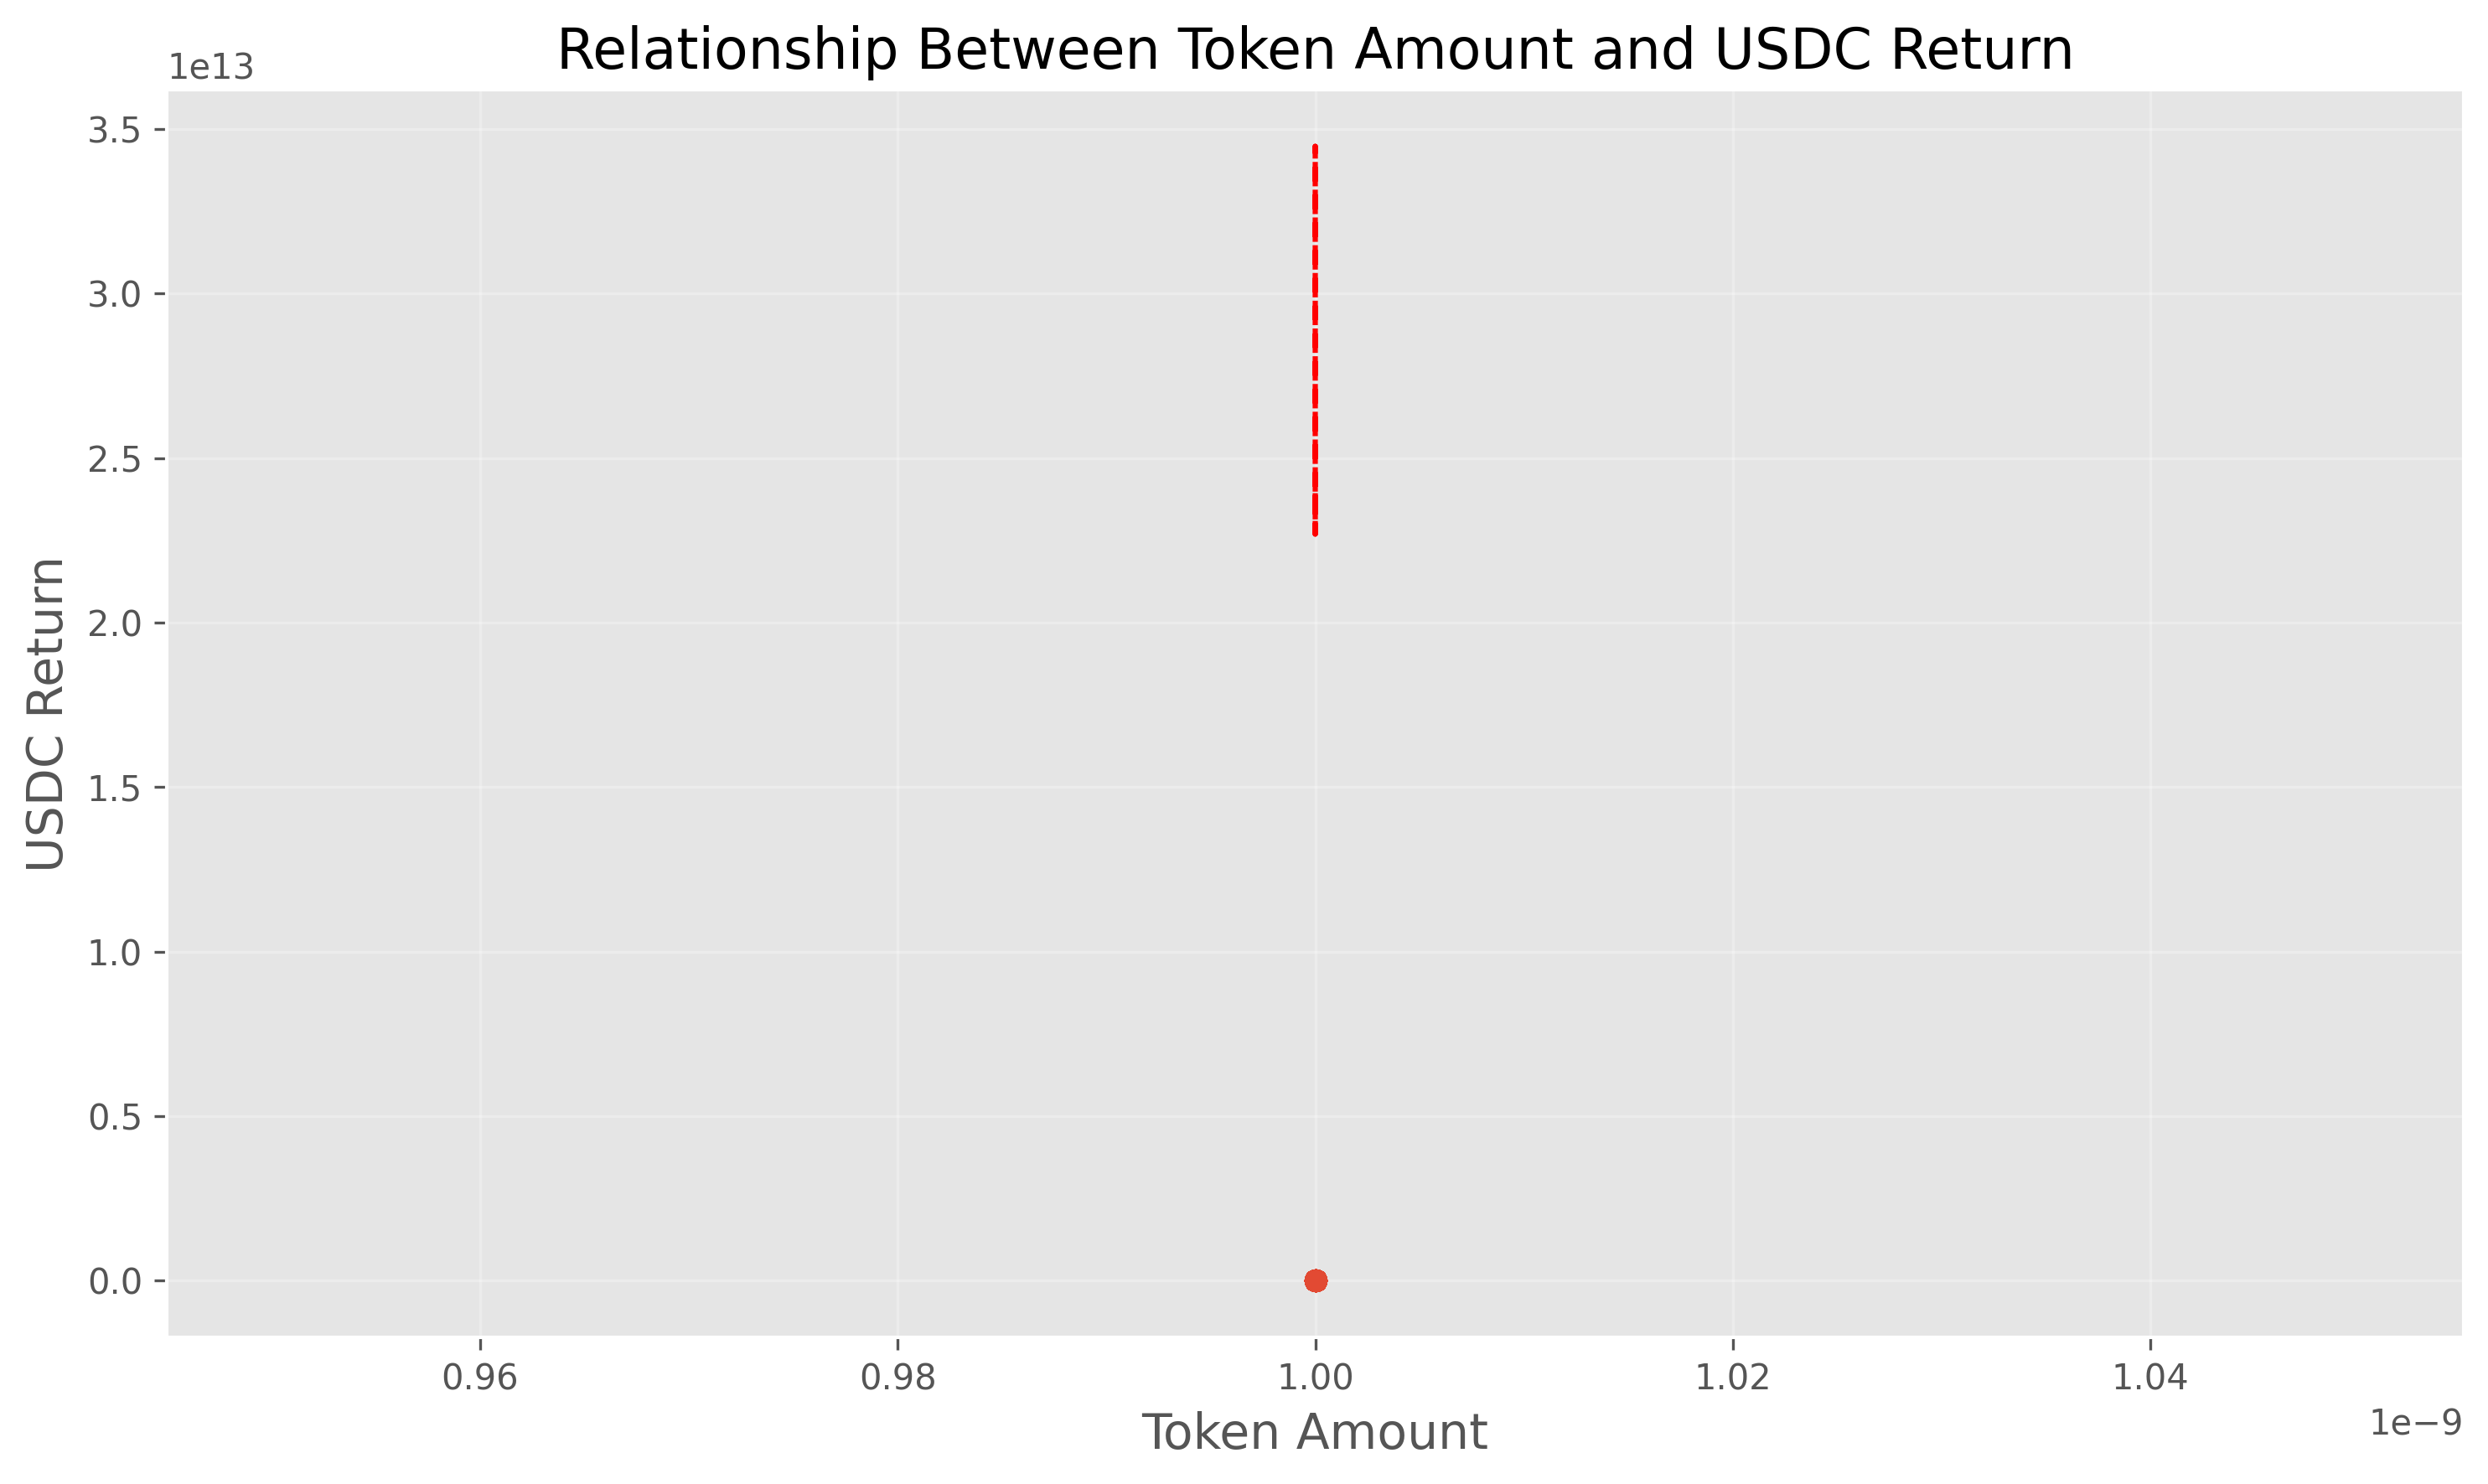 Relationship Between Token Amount and USDC Return
1e13
3.5
3.0
2.5
2.0
1.5
1.0
0.5
0.0
USDC Return
0.96 0.98 1.00 1.02 1.04
1e−9
Token Amount